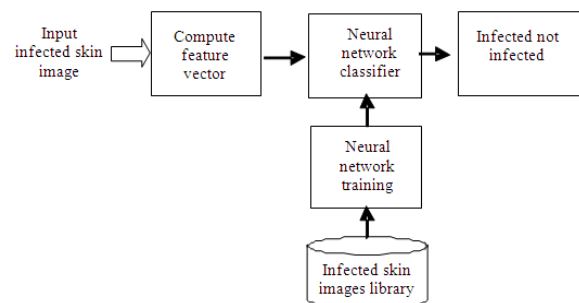 Input
infected skin
image
Compute
feature
vector
Neural
network
classifier
Infected not
infected
Neural
network
training
Infected skin
images library